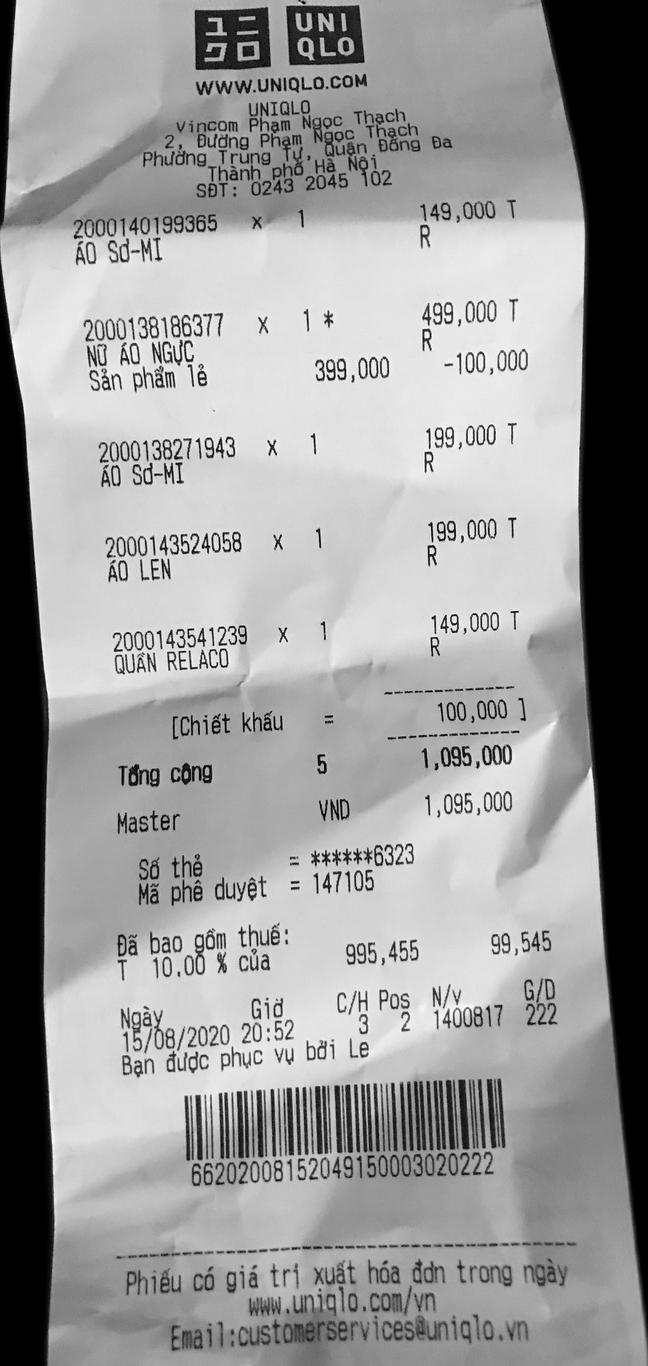 ユニクロ UNIQLO
WWW.UNIQLO.COM
UNIQLO
Vincom Phạm Ngọc Thạch
2, Đường Phạm Ngọc Thạch
Phường Trung Tự, Quận Đống Đa
Thành phố Hà Nội
SĐT: 0243 2045 102
2000140199365 x 1 149,000 T
ÁO Sơ-MI R
2000138186377 x 1 * 499,000 T
NỮ ÁO NGỰC R
Sản phẩm lẻ 399,000 -100,000
2000138271943 x 1 199,000 T
ÁO Sơ-MI R
2000143524058 x 1 199,000 T
ÁO LEN R
2000143541239 x 1 149,000 T
QUẦN RELACO R
[Chiết khấu = 100,000 ]
Tổng cộng 5 1,095,000
Master VND 1,095,000
Số thẻ = ******6323
Mã phê duyệt = 147105
Đã bao gồm thuế:
T 10.00 % của 995,455 99,545
Ngày Giờ C/H Pos N/v G/D
15/08/2020 20:52 3 2 1400817 222
Bạn được phục vụ bởi Le
66202008152049150003020222
Phiếu có giá trị xuất hóa đơn trong ngày
www.uniqlo.com/vn
Email:customerservices@uniqlo.vn